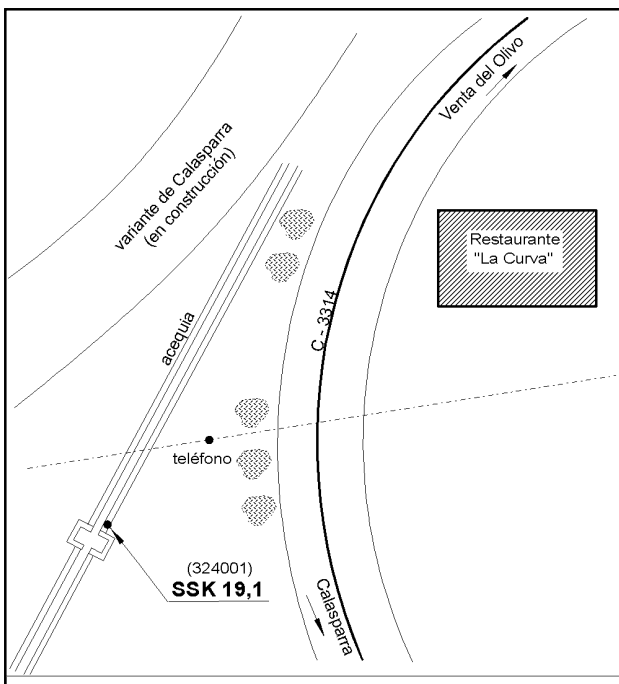 Venta del Olivo
variante de Calasparra
(en construcción)
Restaurante
"La Curva"
C - 3314
acequia
teléfono
(324001)
SSK 19,1
Calasparra